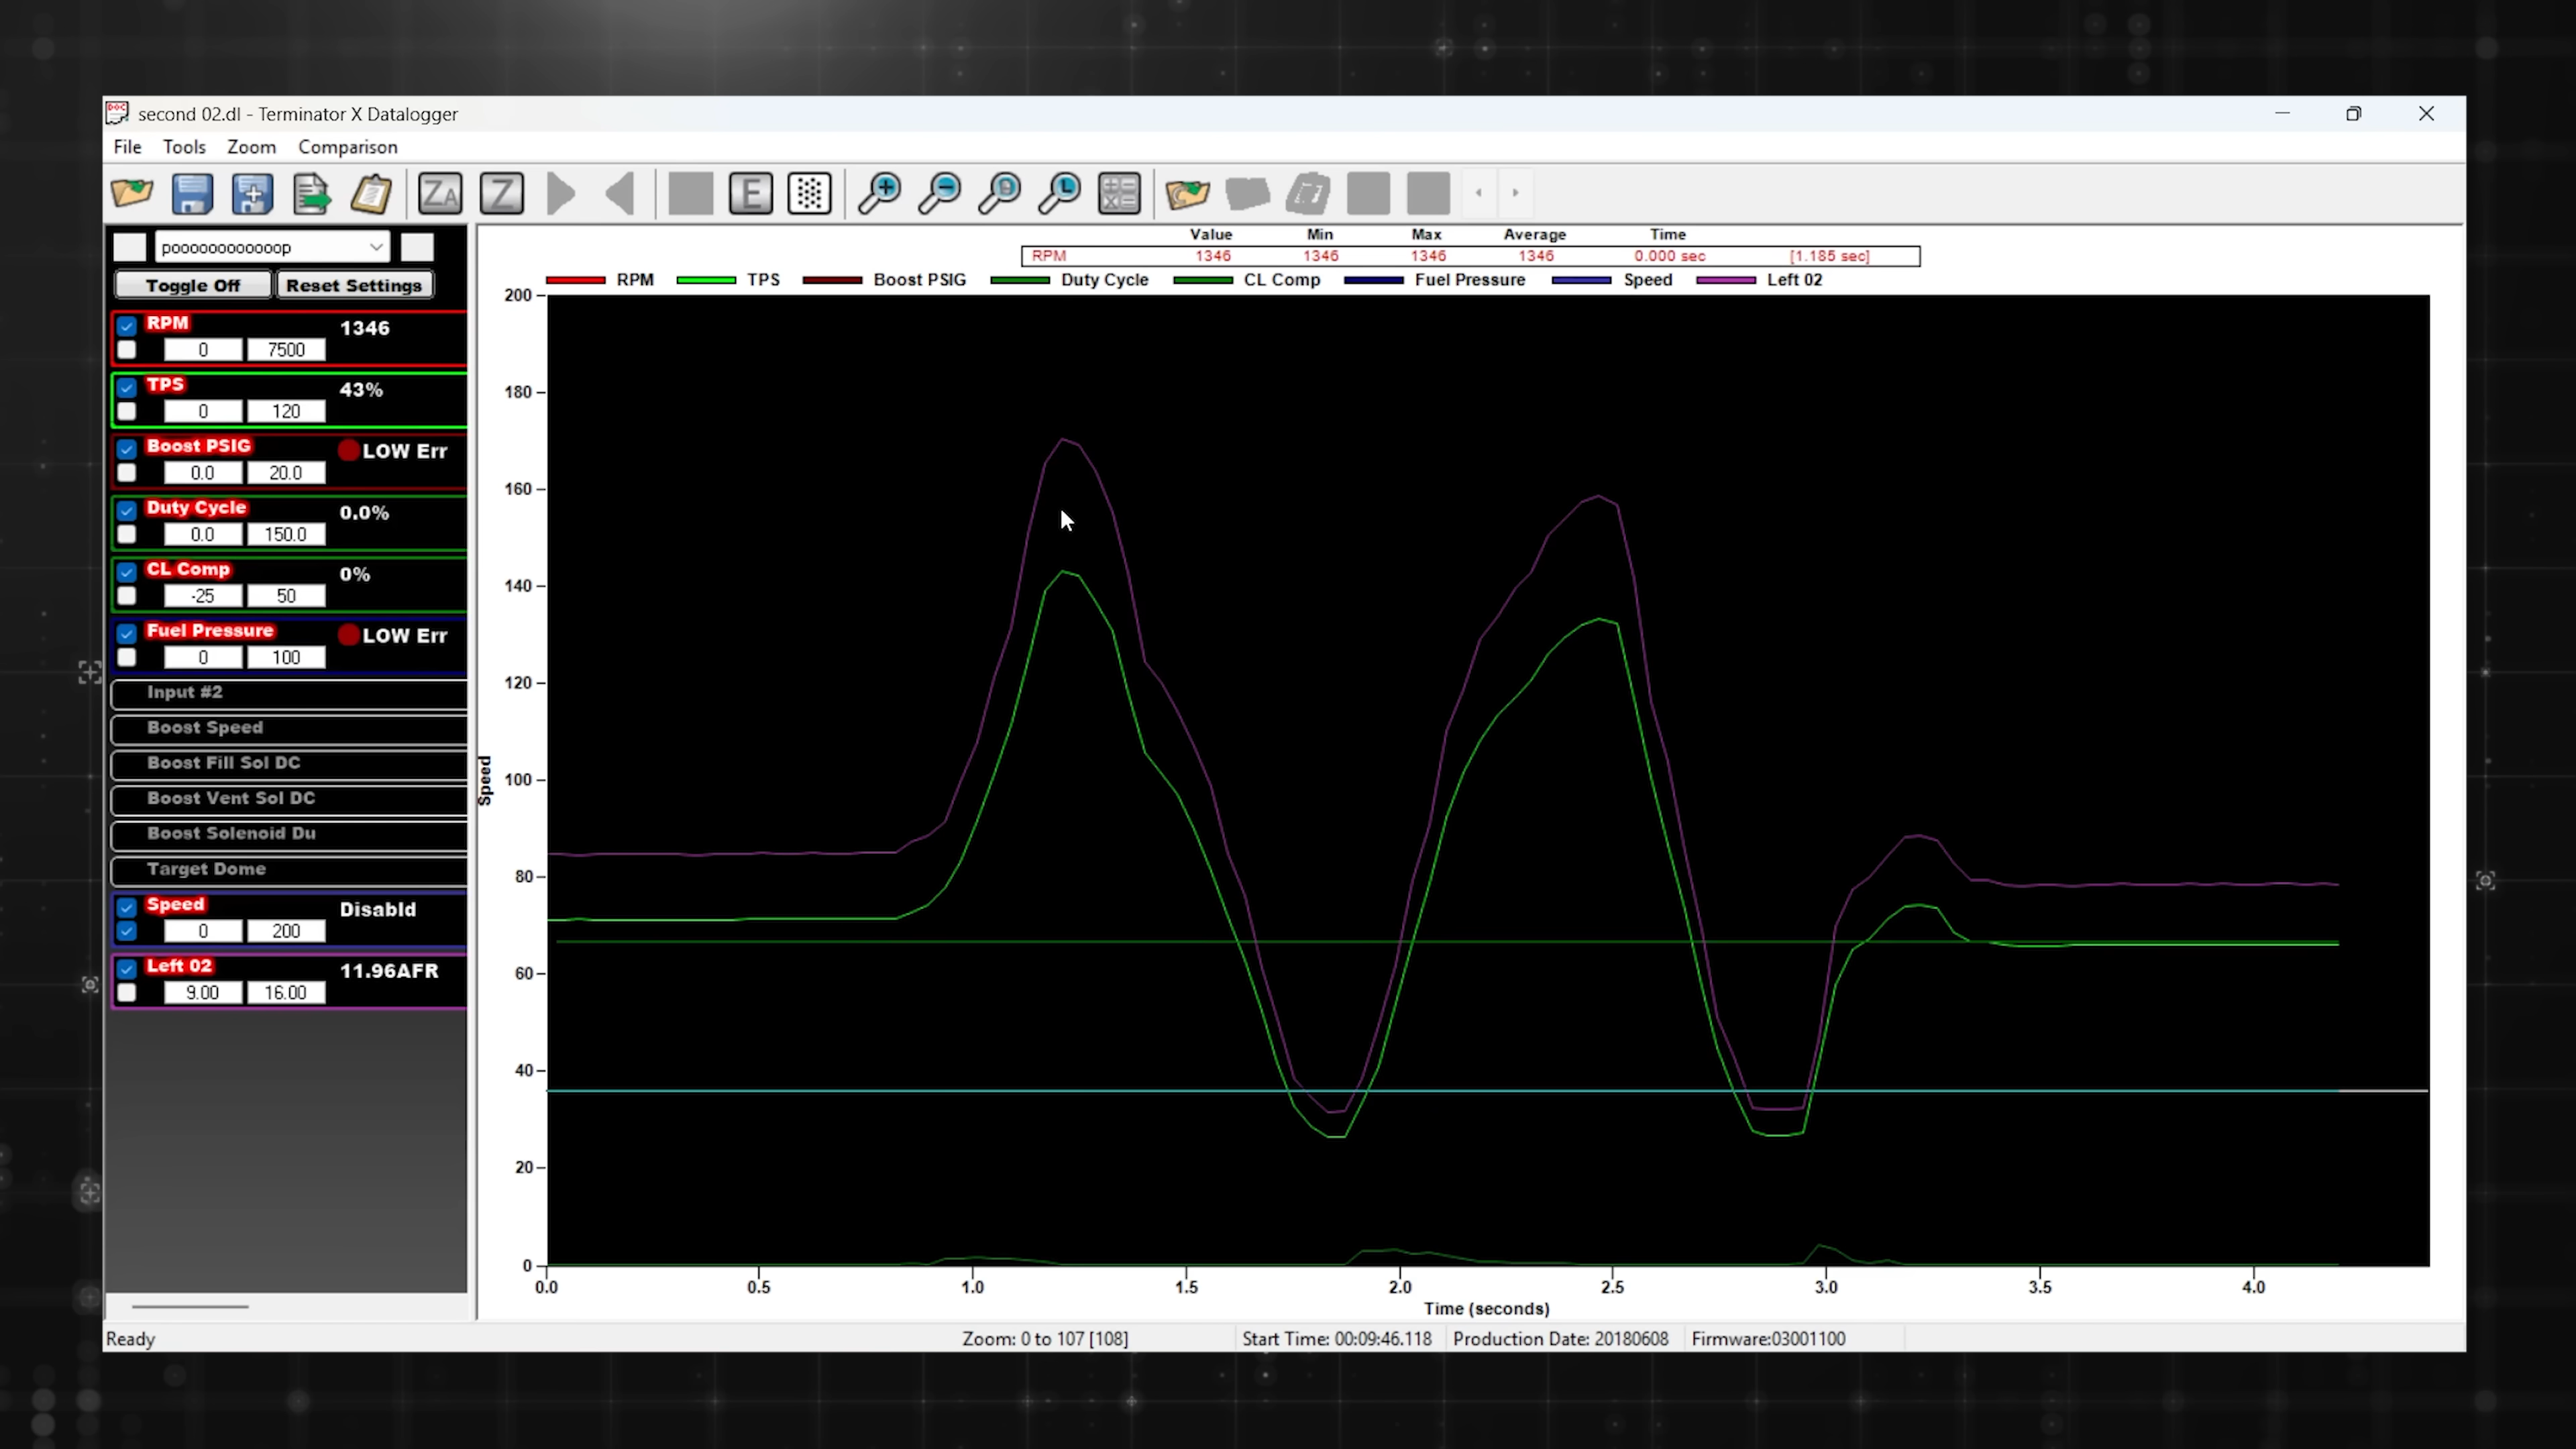 second 02.dl - Terminator X Datalogger
File Tools Zoom Comparison
ZA Z E L
pooooooooooooop
Toggle Off Reset Settings
RPM 1346
0 7500
TPS 43%
0 120
Boost PSIG LOW Err
0.0 20.0
Duty Cycle 0.0%
0.0 150.0
CL Comp 0%
-25 50
Fuel Pressure LOW Err
0 100
Input #2
Boost Speed
Boost Fill Sol DC
Boost Vent Sol DC
Boost Solenoid Du
Target Dome
Speed Disabld
0 200
Left 02 11.96AFR
9.00 16.00
Value Min Max Average Time
RPM 1346 1346 1346 1346 0.000 sec [1.185 sec]
RPM TPS Boost PSIG Duty Cycle CL Comp Fuel Pressure Speed Left 02
200
180
160
140
120
100
80
60
40
20
0
Speed
0.0 0.5 1.0 1.5 2.0 2.5 3.0 3.5 4.0
Time (seconds)
Ready Zoom: 0 to 107 [108] Start Time: 00:09:46.118 Production Date: 20180608 Firmware:03001100